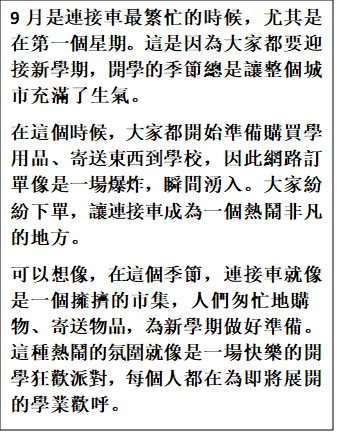 9 月是連接車最繁忙的時候，尤其是
在第一個星期。這是因為大家都要迎
接新學期，開學的季節總是讓整個城
市充滿了生氣。
在這個時候，大家都開始準備購買學
用品、寄送東西到學校，因此網路訂
單像是一場爆炸，瞬間湧入。大家紛
紛下單，讓連接車成為一個熱鬧非凡
的地方。
可以想像，在這個季節，連接車就像
是一個擁擠的市集，人們匆忙地購
物、寄送物品，為新學期做好準備。
這種熱鬧的氛圍就像是一場快樂的開
學狂歡派對，每個人都在為即將展開
的學業歡呼。